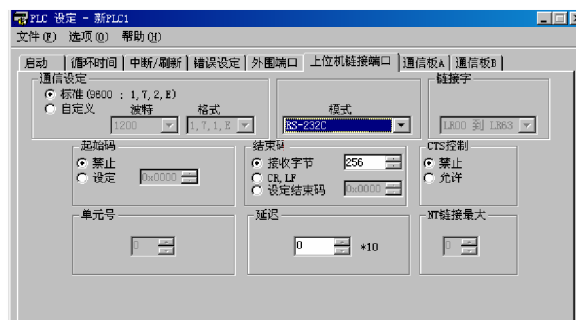 PLC 设定 - 新PLC1
文件(F) 选项(O) 帮助(H)
启动 循环时间 中断/刷新 错误设定 外围端口 上位机链接端口 通信板A 通信板B
通信设定 模式 链接字
标准(9600 : 1,7,2,E)
自定义 波特 格式
1200 1,7,1,E RS-232C LR00 到 LR63
起始码 结束码 CTS控制
禁止 接收字节 256 禁止
设定 0x0000 CR,LF 允许
设定结束码 0x0000
单元号 延迟 NT链接最大
0 0 *10 0